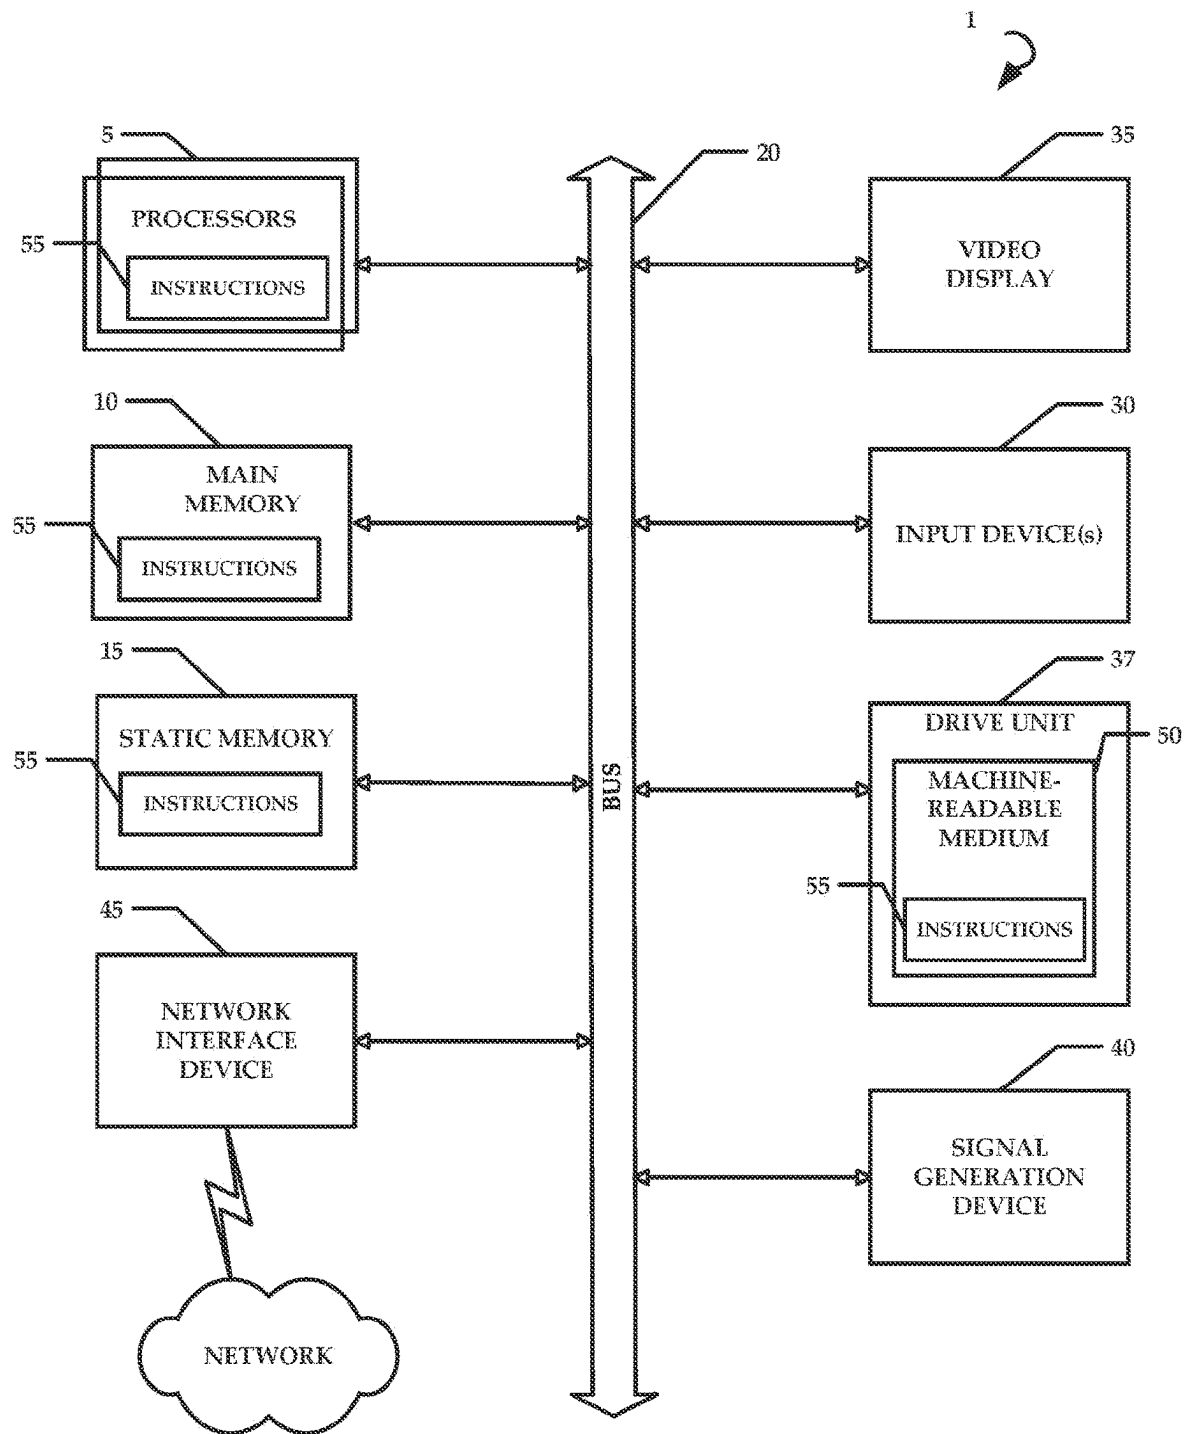 1
5
PROCESSORS
55
INSTRUCTIONS
10
MAIN
MEMORY
55
INSTRUCTIONS
15
STATIC MEMORY
55
INSTRUCTIONS
45
NETWORK
INTERFACE
DEVICE
NETWORK
20
BUS
35
VIDEO
DISPLAY
30
INPUT DEVICE(s)
37
DRIVE UNIT
50
MACHINE-
READABLE
MEDIUM
55
INSTRUCTIONS
40
SIGNAL
GENERATION
DEVICE